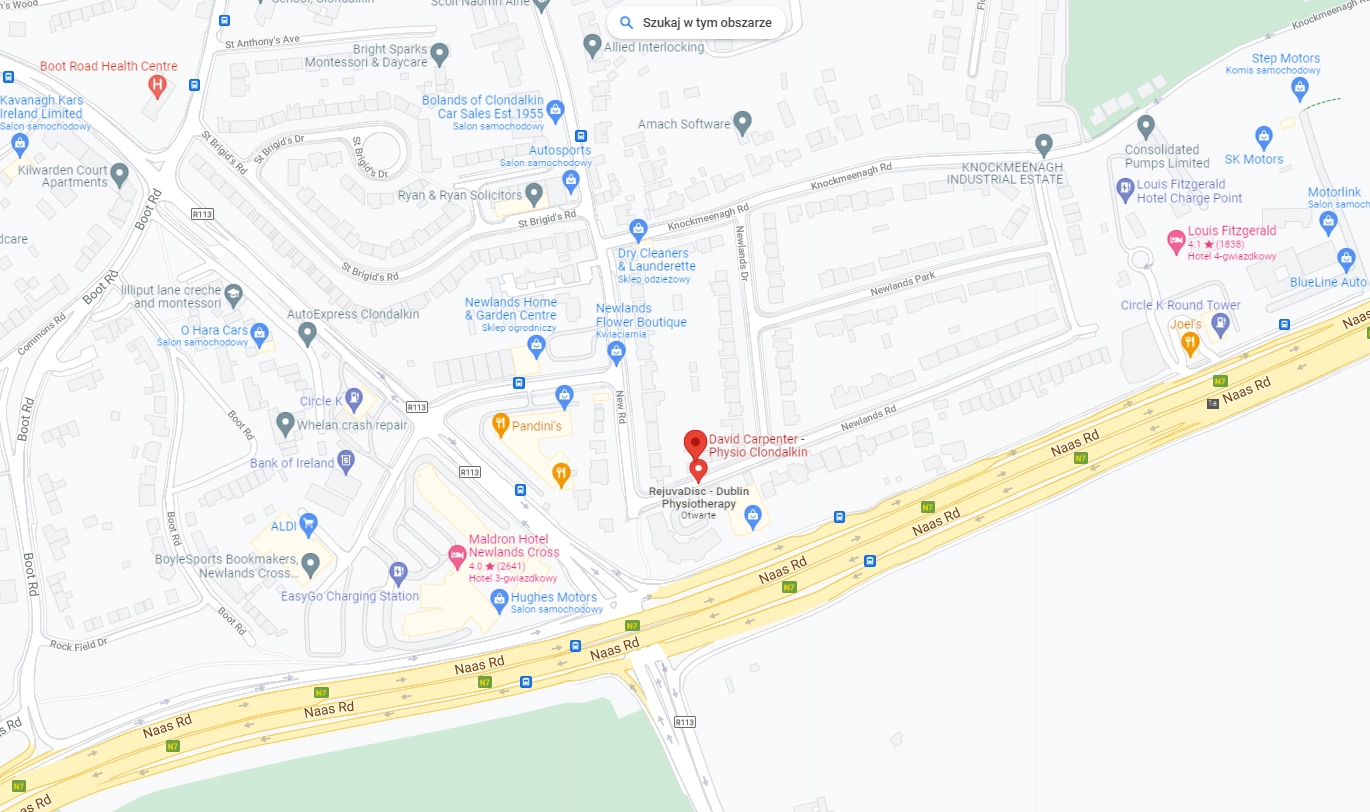 oot's Wood
School, Clondalkin
Scoil Naomh Áine
Szukaj w tym obszarze
Knockmeenagh Rd
St Anthony's Ave
Bright Sparks
Montessori & Daycare
Allied Interlocking
Boot Road Health Centre
Step Motors
Komis samochodowy
Kavanagh Kars
Ireland Limited
Salon samochodowy
Bolands of Clondalkin
Car Sales Est.1955
Salon samochodowy
Amach Software
St Brigid's Rd
St Brigid's Dr
St Brigid's Dr
Autosports
Salon samochodowy
Consolidated
Pumps Limited
SK Motors
Kilwarden Court
Apartments
KNOCKMEENAGH
INDUSTRIAL ESTATE
Knockmeenagh Rd
Ryan & Ryan Solicitors
Louis Fitzgerald
Hotel Charge Point
Motorlink
Salon samoch
Boot Rd
R113
St Brigid's Rd
Knockmeenagh Rd
dcare
Louis Fitzgerald
4.1 ★ (1838)
Hotel 4-gwiazdkowy
Newlands Dr
Dry Cleaners
& Launderette
Sklep odzieżowy
St Brigid's Rd
Boot Rd
Newlands Park
BlueLine Auto
lilliput lane creche
and montessori
Newlands Home
& Garden Centre
Sklep ogrodniczy
Newlands
Flower Boutique
Kwiaciarnia
Circle K Round Tower
Joel's
Naas
Commons Rd
O Hara Cars
Salon samochodowy
AutoExpress Clondalkin
N7
Naas Rd
Circle K
R113
New Rd
Boot Rd
Boot Rd
Whelan crash repair
Pandini's
Newlands Rd
David Carpenter -
Physio Clondalkin
Naas Rd
N7
Bank of Ireland
R113
RejuvaDisc - Dublin
Physiotherapy
Otwarte
N7
Naas Rd
Boot Rd
ALDI
Maldron Hotel
Newlands Cross
4.0 ★ (2641)
Hotel 3-gwiazdkowy
BoyleSports Bookmakers,
Newlands Cross...
Naas Rd
N7
Boot Rd
EasyGo Charging Station
Hughes Motors
Salon samochodowy
Boot Rd
N7
Rock Field Dr
Naas Rd
Naas Rd
N7
N7
Naas Rd
R113
Naas Rd
N7
as Rd
N7
as Rd